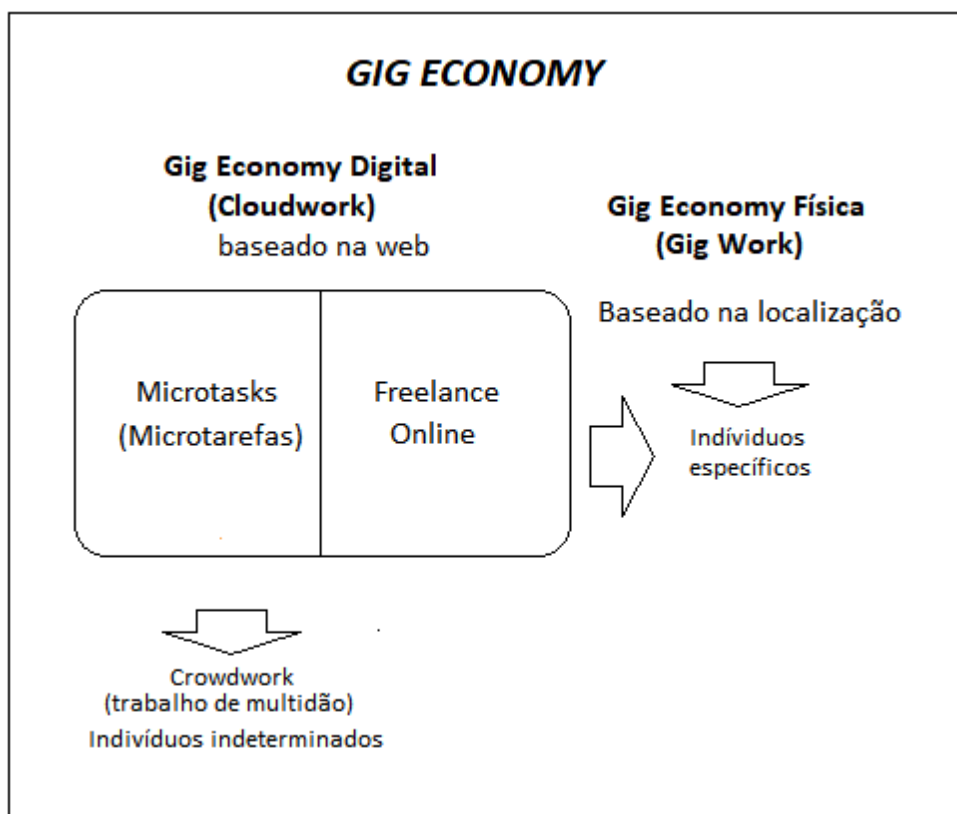 GIG ECONOMY
Gig Economy Digital
(Cloudwork)
baseado na web
Gig Economy Física
(Gig Work)
Baseado na localização
Microtasks
(Microtarefas)
Freelance
Online
Indíviduos
específicos
Crowdwork
(trabalho de multidão)
Indivíduos indeterminados